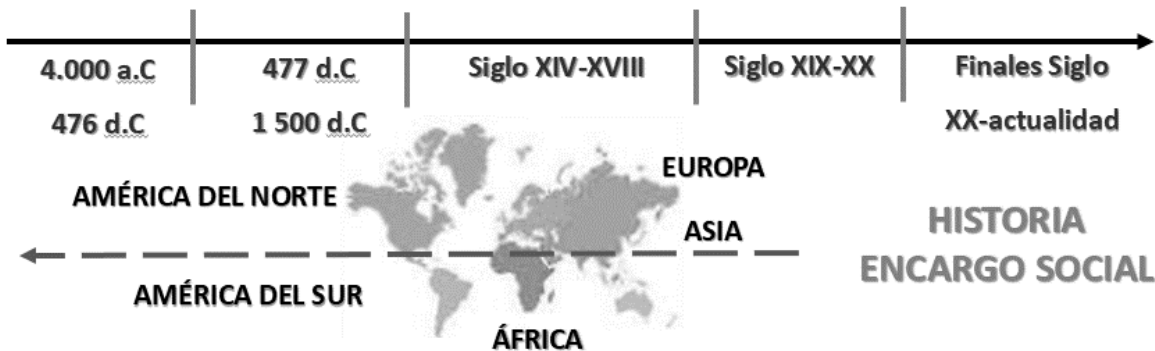 4.000 a.C
476 d.C
477 d.C
1 500 d.C
Siglo XIV-XVIII
Siglo XIX-XX
Finales Siglo
XX-actualidad
AMÉRICA DEL NORTE
EUROPA
ASIA
AMÉRICA DEL SUR
ÁFRICA
HISTORIA
ENCARGO SOCIAL